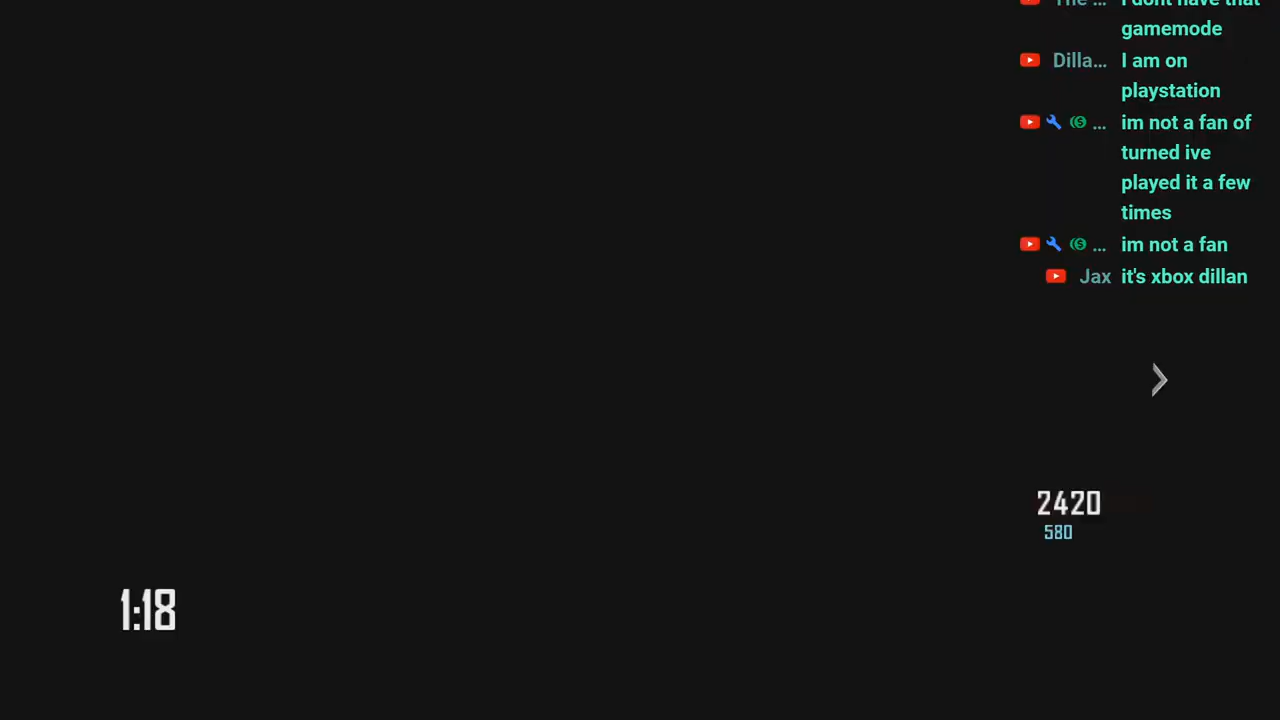 The ... I dont have that
gamemode
Dilla... I am on
playstation
... im not a fan of
turned ive
played it a few
times
... im not a fan
Jax it's xbox dillan
2420
580
1:18